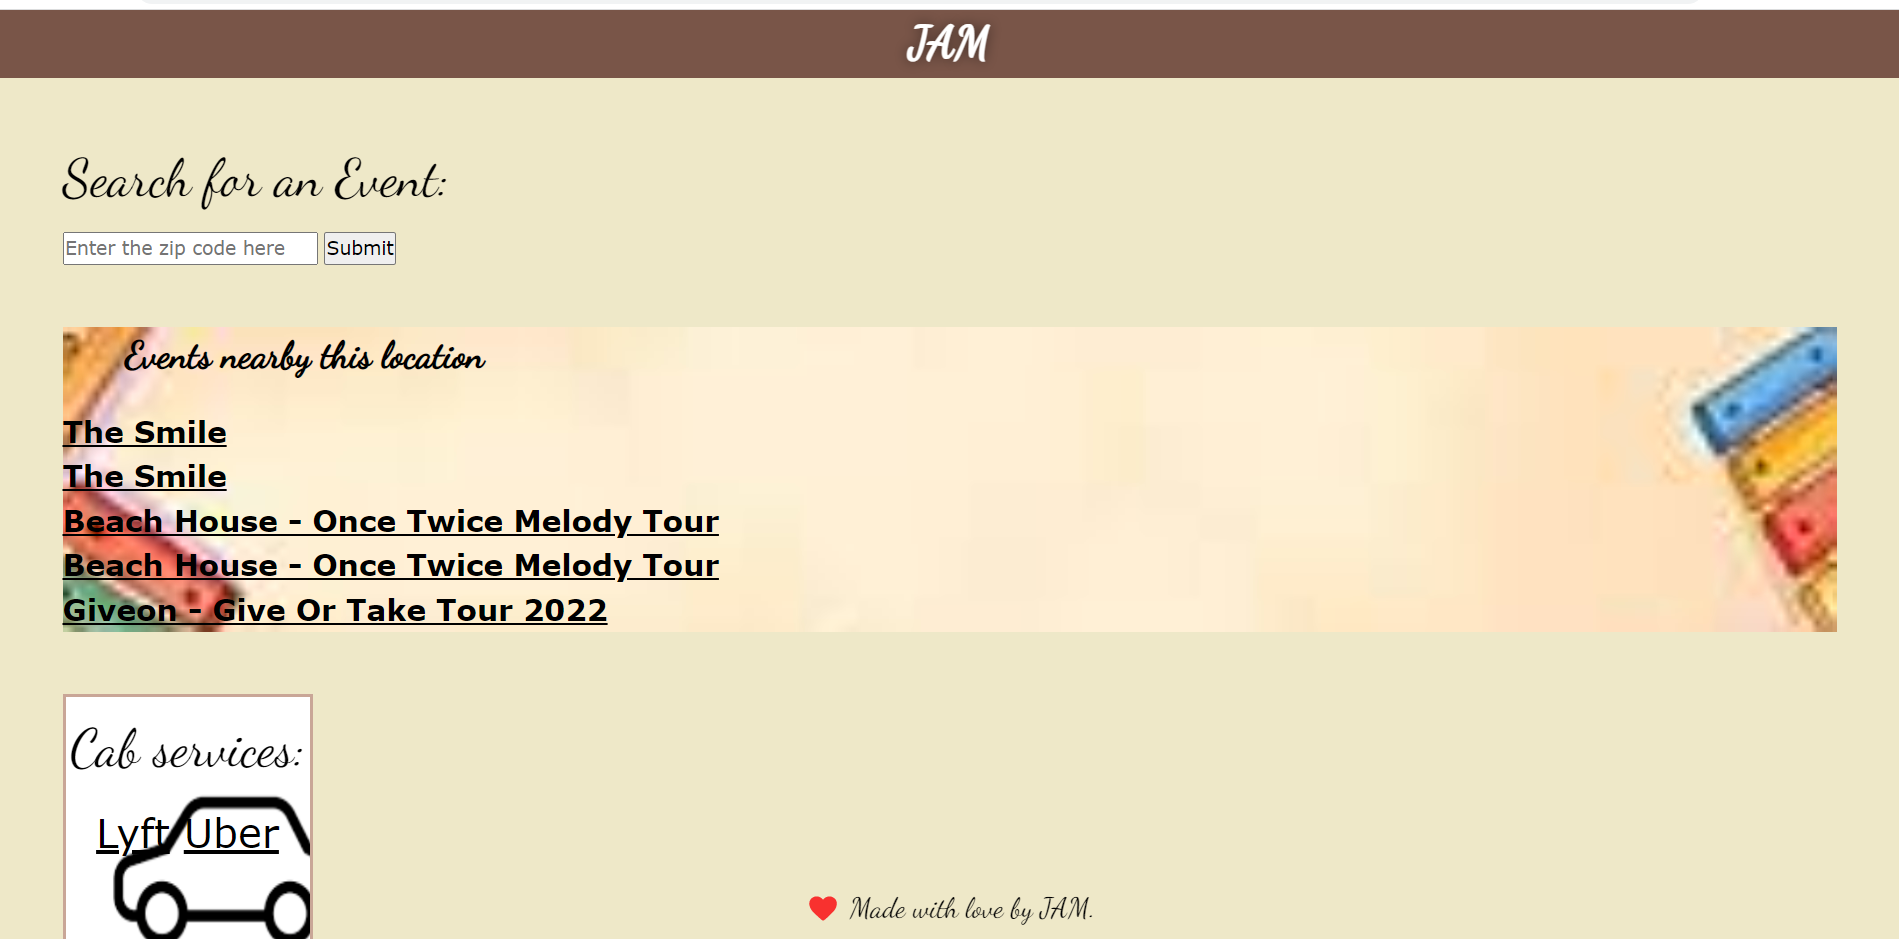 JAM
Search for an Event:
Enter the zip code here Submit
Events nearby this location
The Smile
The Smile
Beach House - Once Twice Melody Tour
Beach House - Once Twice Melody Tour
Giveon - Give Or Take Tour 2022
Cab services:
Lyft Uber
Made with love by JAM.